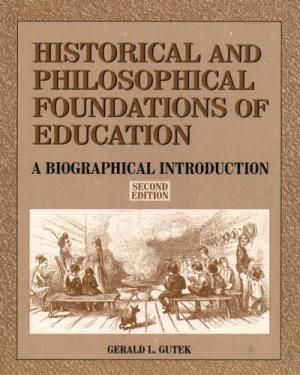 HISTORICAL AND
PHILOSOPHICAL
FOUNDATIONS OF
EDUCATION
A BIOGRAPHICAL INTRODUCTION
SECOND
EDITION
GERALD L. GUTEK